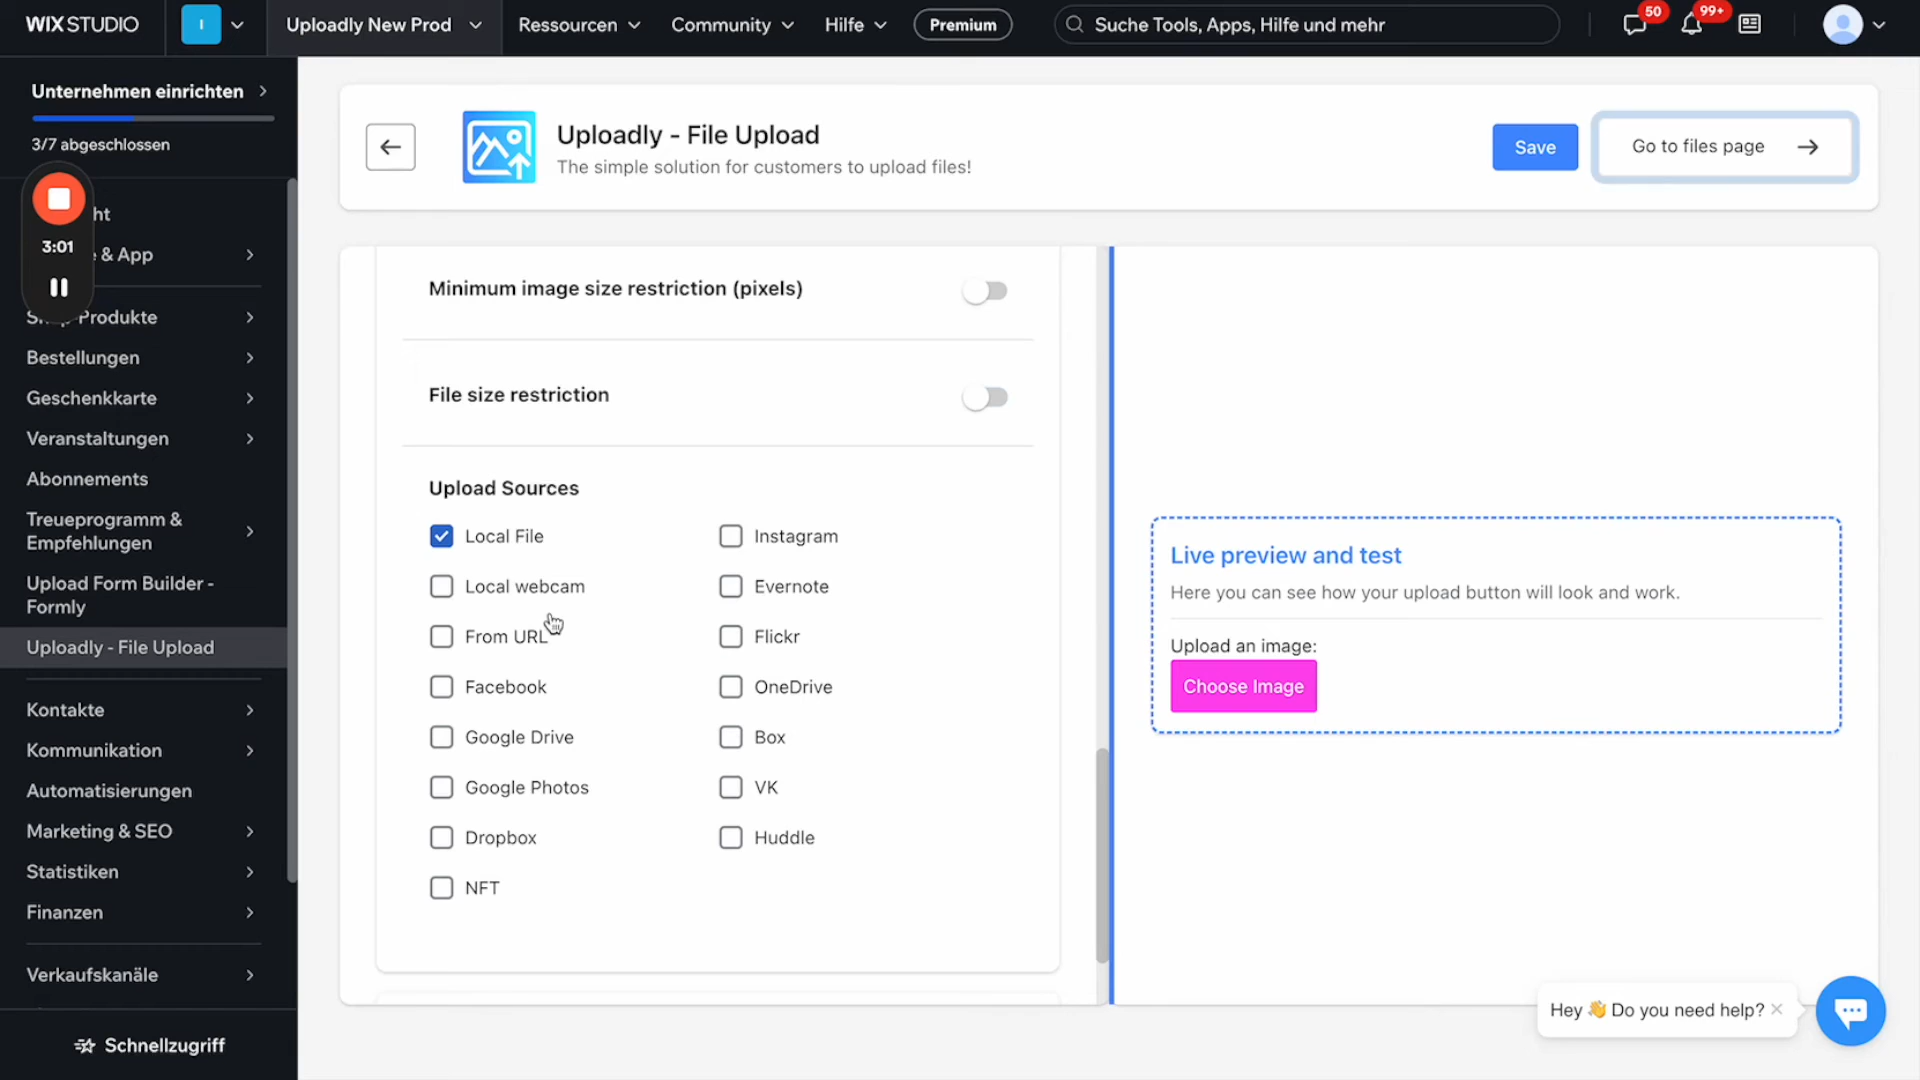 WIX STUDIO
I
Uploadly New Prod
Ressourcen
Community
Hilfe
Premium
Suche Tools, Apps, Hilfe und mehr
50
99+
Unternehmen einrichten
3/7 abgeschlossen
3:01
ht
& App
Produkte
Bestellungen
Geschenkkarte
Veranstaltungen
Abonnements
Treueprogramm &
Empfehlungen
Upload Form Builder -
Formly
Uploadly - File Upload
Kontakte
Kommunikation
Automatisierungen
Marketing & SEO
Statistiken
Finanzen
Verkaufskanäle
Schnellzugriff
Uploadly - File Upload
The simple solution for customers to upload files!
Save
Go to files page
Minimum image size restriction (pixels)
File size restriction
Upload Sources
Local File
Instagram
Local webcam
Evernote
From URL
Flickr
Facebook
OneDrive
Google Drive
Box
Google Photos
VK
Dropbox
Huddle
NFT
Live preview and test
Here you can see how your upload button will look and work.
Upload an image:
Choose Image
Hey 👋 Do you need help?